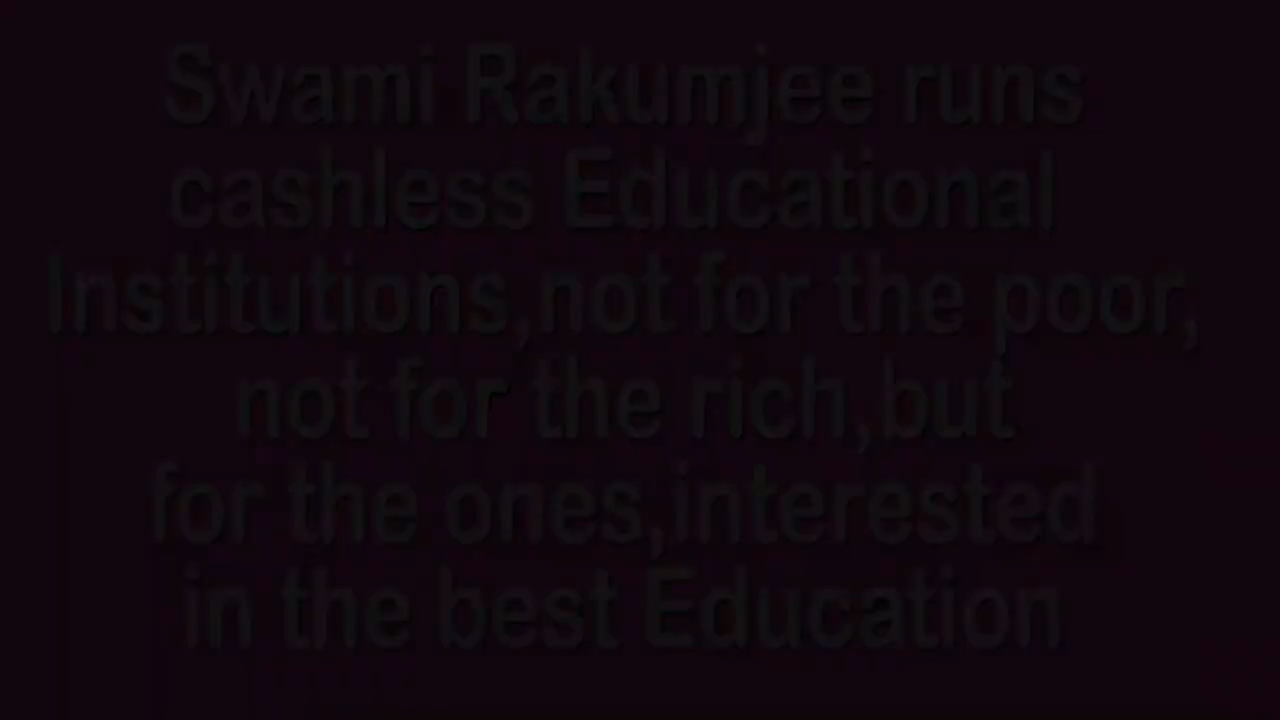 Swami Rakumjee runs
cashless Educational
Institutions,not for the poor,
not for the rich,but
for the ones,interested
in the best Education